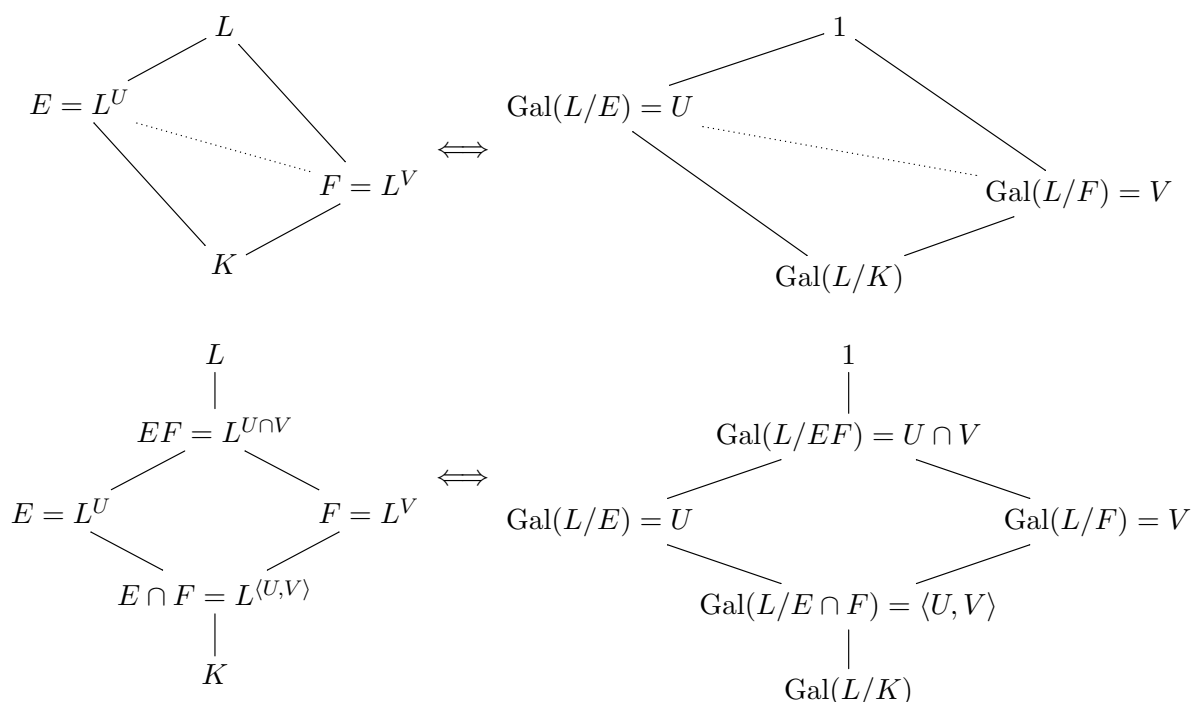 L 1
E = L^U Gal(L/E) = U
⟺
F = L^V Gal(L/F) = V
K Gal(L/K)
L 1
EF = L^{U∩V} Gal(L/EF) = U ∩ V
⟺
E = L^U F = L^V Gal(L/E) = U Gal(L/F) = V
E ∩ F = L^{⟨U,V⟩} Gal(L/E ∩ F) = ⟨U, V⟩
K Gal(L/K)